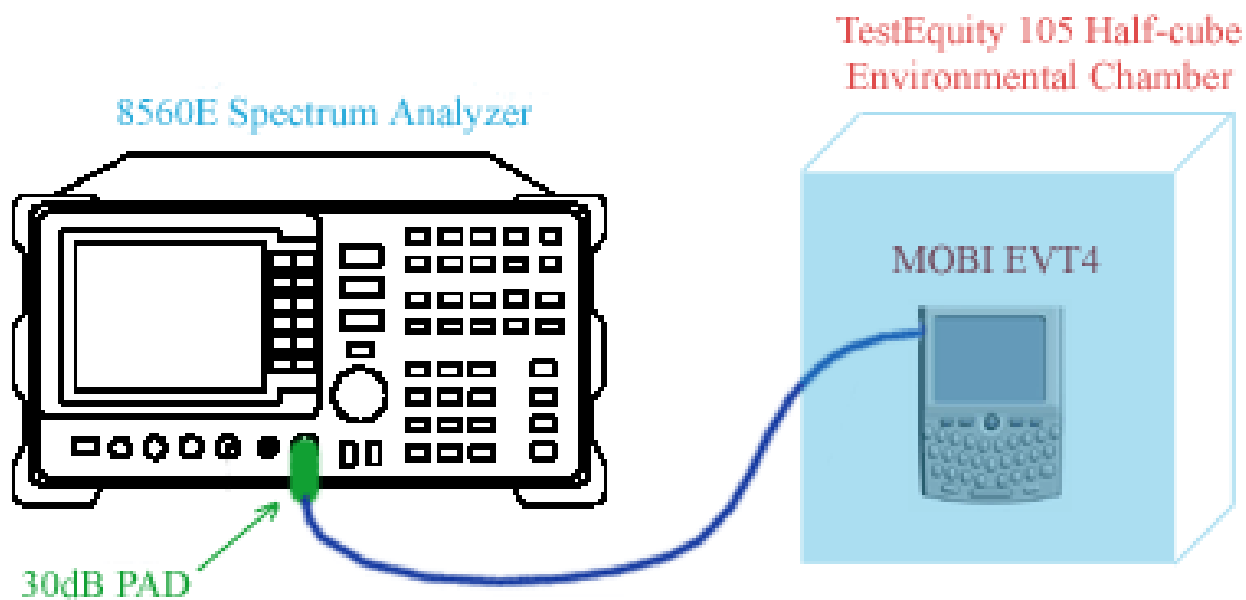 TestEquity 105 Half-cube
Environmental Chamber
8560E Spectrum Analyzer
MOBI EVT4
30dB PAD